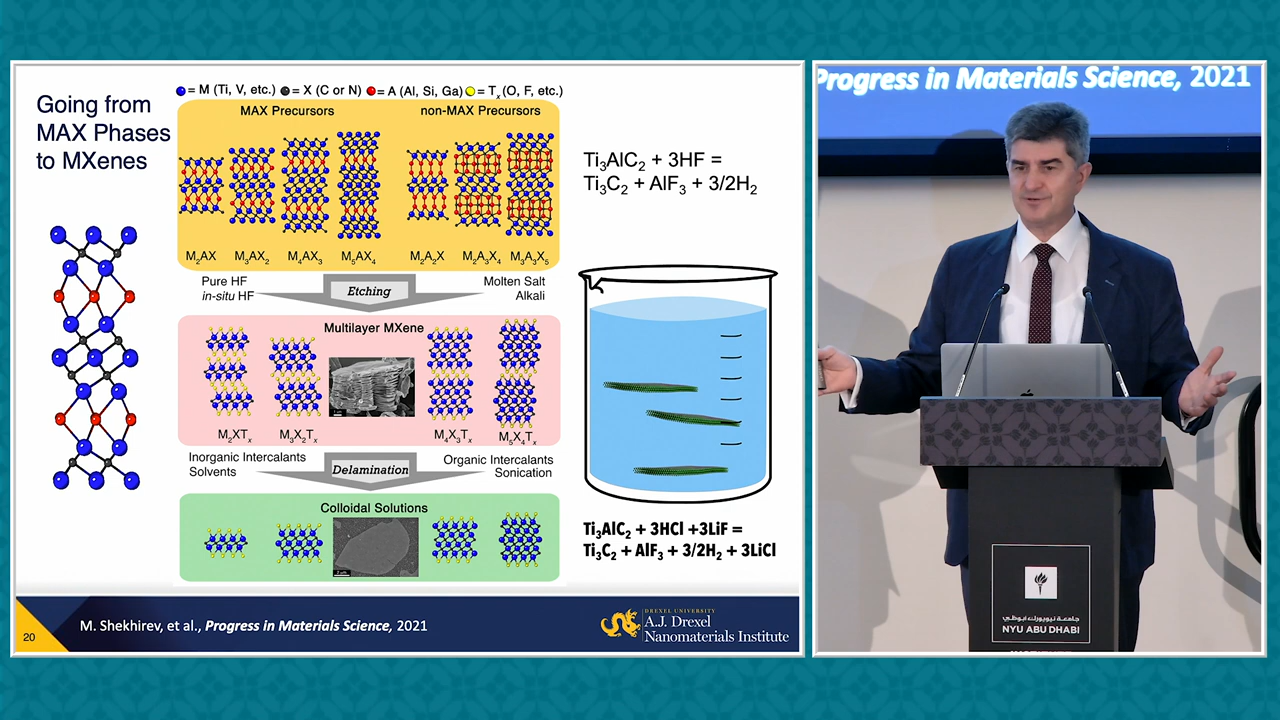 Going from
MAX Phases
to MXenes
= M (Ti, V, etc.) = X (C or N) = A (Al, Si, Ga) = Tₓ(O, F, etc.)
MAX Precursors
non-MAX Precursors
M₂AX M₃AX₂ M₄AX₃ M₅AX₄ M₂A₂X M₂A₃X₄ M₃A₃X₅
Pure HF
in-situ HF
Etching
Molten Salt
Alkali
Multilayer MXene
M₂XTₓ M₃X₂Tₓ M₄X₃Tₓ M₅X₄Tₓ
Inorganic Intercalants
Solvents
Delamination
Organic Intercalants
Sonication
Colloidal Solutions
Ti₃AlC₂ + 3HF =
Ti₃C₂ + AlF₃ + 3/2H₂
Ti₃AlC₂ + 3HCl +3LiF =
Ti₃C₂ + AlF₃ + 3/2H₂ + 3LiCl
20
M. Shekhirev, et al., Progress in Materials Science, 2021
DREXEL UNIVERSITY
A.J. Drexel
Nanomaterials Institute
Progress in Materials Science, 2021
جامعة نيويورك أبوظبي
NYU ABU DHABI